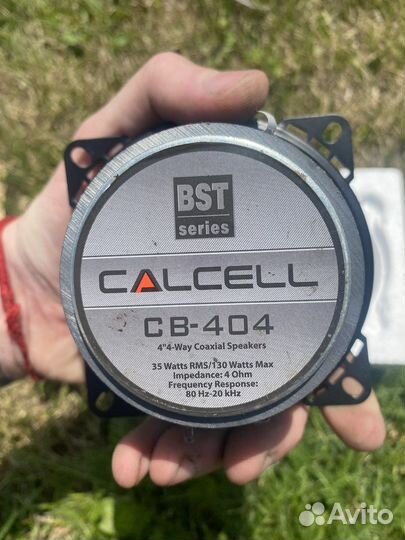 BST
series
CALCELL
CB-404
4"4-Way Coaxial Speakers
35 Watts RMS/130 Watts Max
Impedance: 4 Ohm
Frequency Response:
80 Hz-20 kHz
Avito